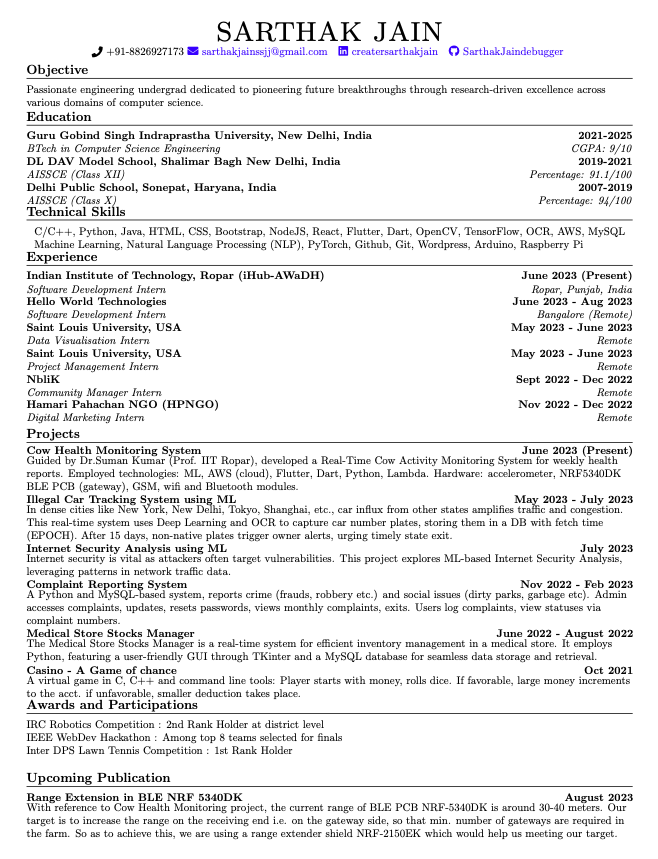 SARTHAK JAIN
+91-8826927173 sarthakjainssjj@gmail.com creatersarthakjain SarthakJaindebugger
Objective
Passionate engineering undergrad dedicated to pioneering future breakthroughs through research-driven excellence across
various domains of computer science.
Education
Guru Gobind Singh Indraprastha University, New Delhi, India 2021-2025
BTech in Computer Science Engineering CGPA: 9/10
DL DAV Model School, Shalimar Bagh New Delhi, India 2019-2021
AISSCE (Class XII) Percentage: 91.1/100
Delhi Public School, Sonepat, Haryana, India 2007-2019
AISSCE (Class X) Percentage: 94/100
Technical Skills
C/C++, Python, Java, HTML, CSS, Bootstrap, NodeJS, React, Flutter, Dart, OpenCV, TensorFlow, OCR, AWS, MySQL
Machine Learning, Natural Language Processing (NLP), PyTorch, Github, Git, Wordpress, Arduino, Raspberry Pi
Experience
Indian Institute of Technology, Ropar (iHub-AWaDH) June 2023 (Present)
Software Development Intern Ropar, Punjab, India
Hello World Technologies June 2023 - Aug 2023
Software Development Intern Bangalore (Remote)
Saint Louis University, USA May 2023 - June 2023
Data Visualisation Intern Remote
Saint Louis University, USA May 2023 - June 2023
Project Management Intern Remote
NbliK Sept 2022 - Dec 2022
Community Manager Intern Remote
Hamari Pahachan NGO (HPNGO) Nov 2022 - Dec 2022
Digital Marketing Intern Remote
Projects
Cow Health Monitoring System June 2023 (Present)
Guided by Dr.Suman Kumar (Prof. IIT Ropar), developed a Real-Time Cow Activity Monitoring System for weekly health
reports. Employed technologies: ML, AWS (cloud), Flutter, Dart, Python, Lambda. Hardware: accelerometer, NRF5340DK
BLE PCB (gateway), GSM, wifi and Bluetooth modules.
Illegal Car Tracking System using ML May 2023 - July 2023
In dense cities like New York, New Delhi, Tokyo, Shanghai, etc., car influx from other states amplifies traffic and congestion.
This real-time system uses Deep Learning and OCR to capture car number plates, storing them in a DB with fetch time
(EPOCH). After 15 days, non-native plates trigger owner alerts, urging timely state exit.
Internet Security Analysis using ML July 2023
Internet security is vital as attackers often target vulnerabilities. This project explores ML-based Internet Security Analysis,
leveraging patterns in network traffic data.
Complaint Reporting System Nov 2022 - Feb 2023
A Python and MySQL-based system, reports crime (frauds, robbery etc.) and social issues (dirty parks, garbage etc). Admin
accesses complaints, updates, resets passwords, views monthly complaints, exits. Users log complaints, view statuses via
complaint numbers.
Medical Store Stocks Manager June 2022 - August 2022
The Medical Store Stocks Manager is a real-time system for efficient inventory management in a medical store. It employs
Python, featuring a user-friendly GUI through TKinter and a MySQL database for seamless data storage and retrieval.
Casino - A Game of chance Oct 2021
A virtual game in C, C++ and command line tools: Player starts with money, rolls dice. If favorable, large money increments
to the acct. if unfavorable, smaller deduction takes place.
Awards and Participations
IRC Robotics Competition : 2nd Rank Holder at district level
IEEE WebDev Hackathon : Among top 8 teams selected for finals
Inter DPS Lawn Tennis Competition : 1st Rank Holder
Upcoming Publication
Range Extension in BLE NRF 5340DK August 2023
With reference to Cow Health Monitoring project, the current range of BLE PCB NRF-5340DK is around 30-40 meters. Our
target is to increase the range on the receiving end i.e. on the gateway side, so that min. number of gateways are required in
the farm. So as to achieve this, we are using a range extender shield NRF-2150EK which would help us meeting our target.